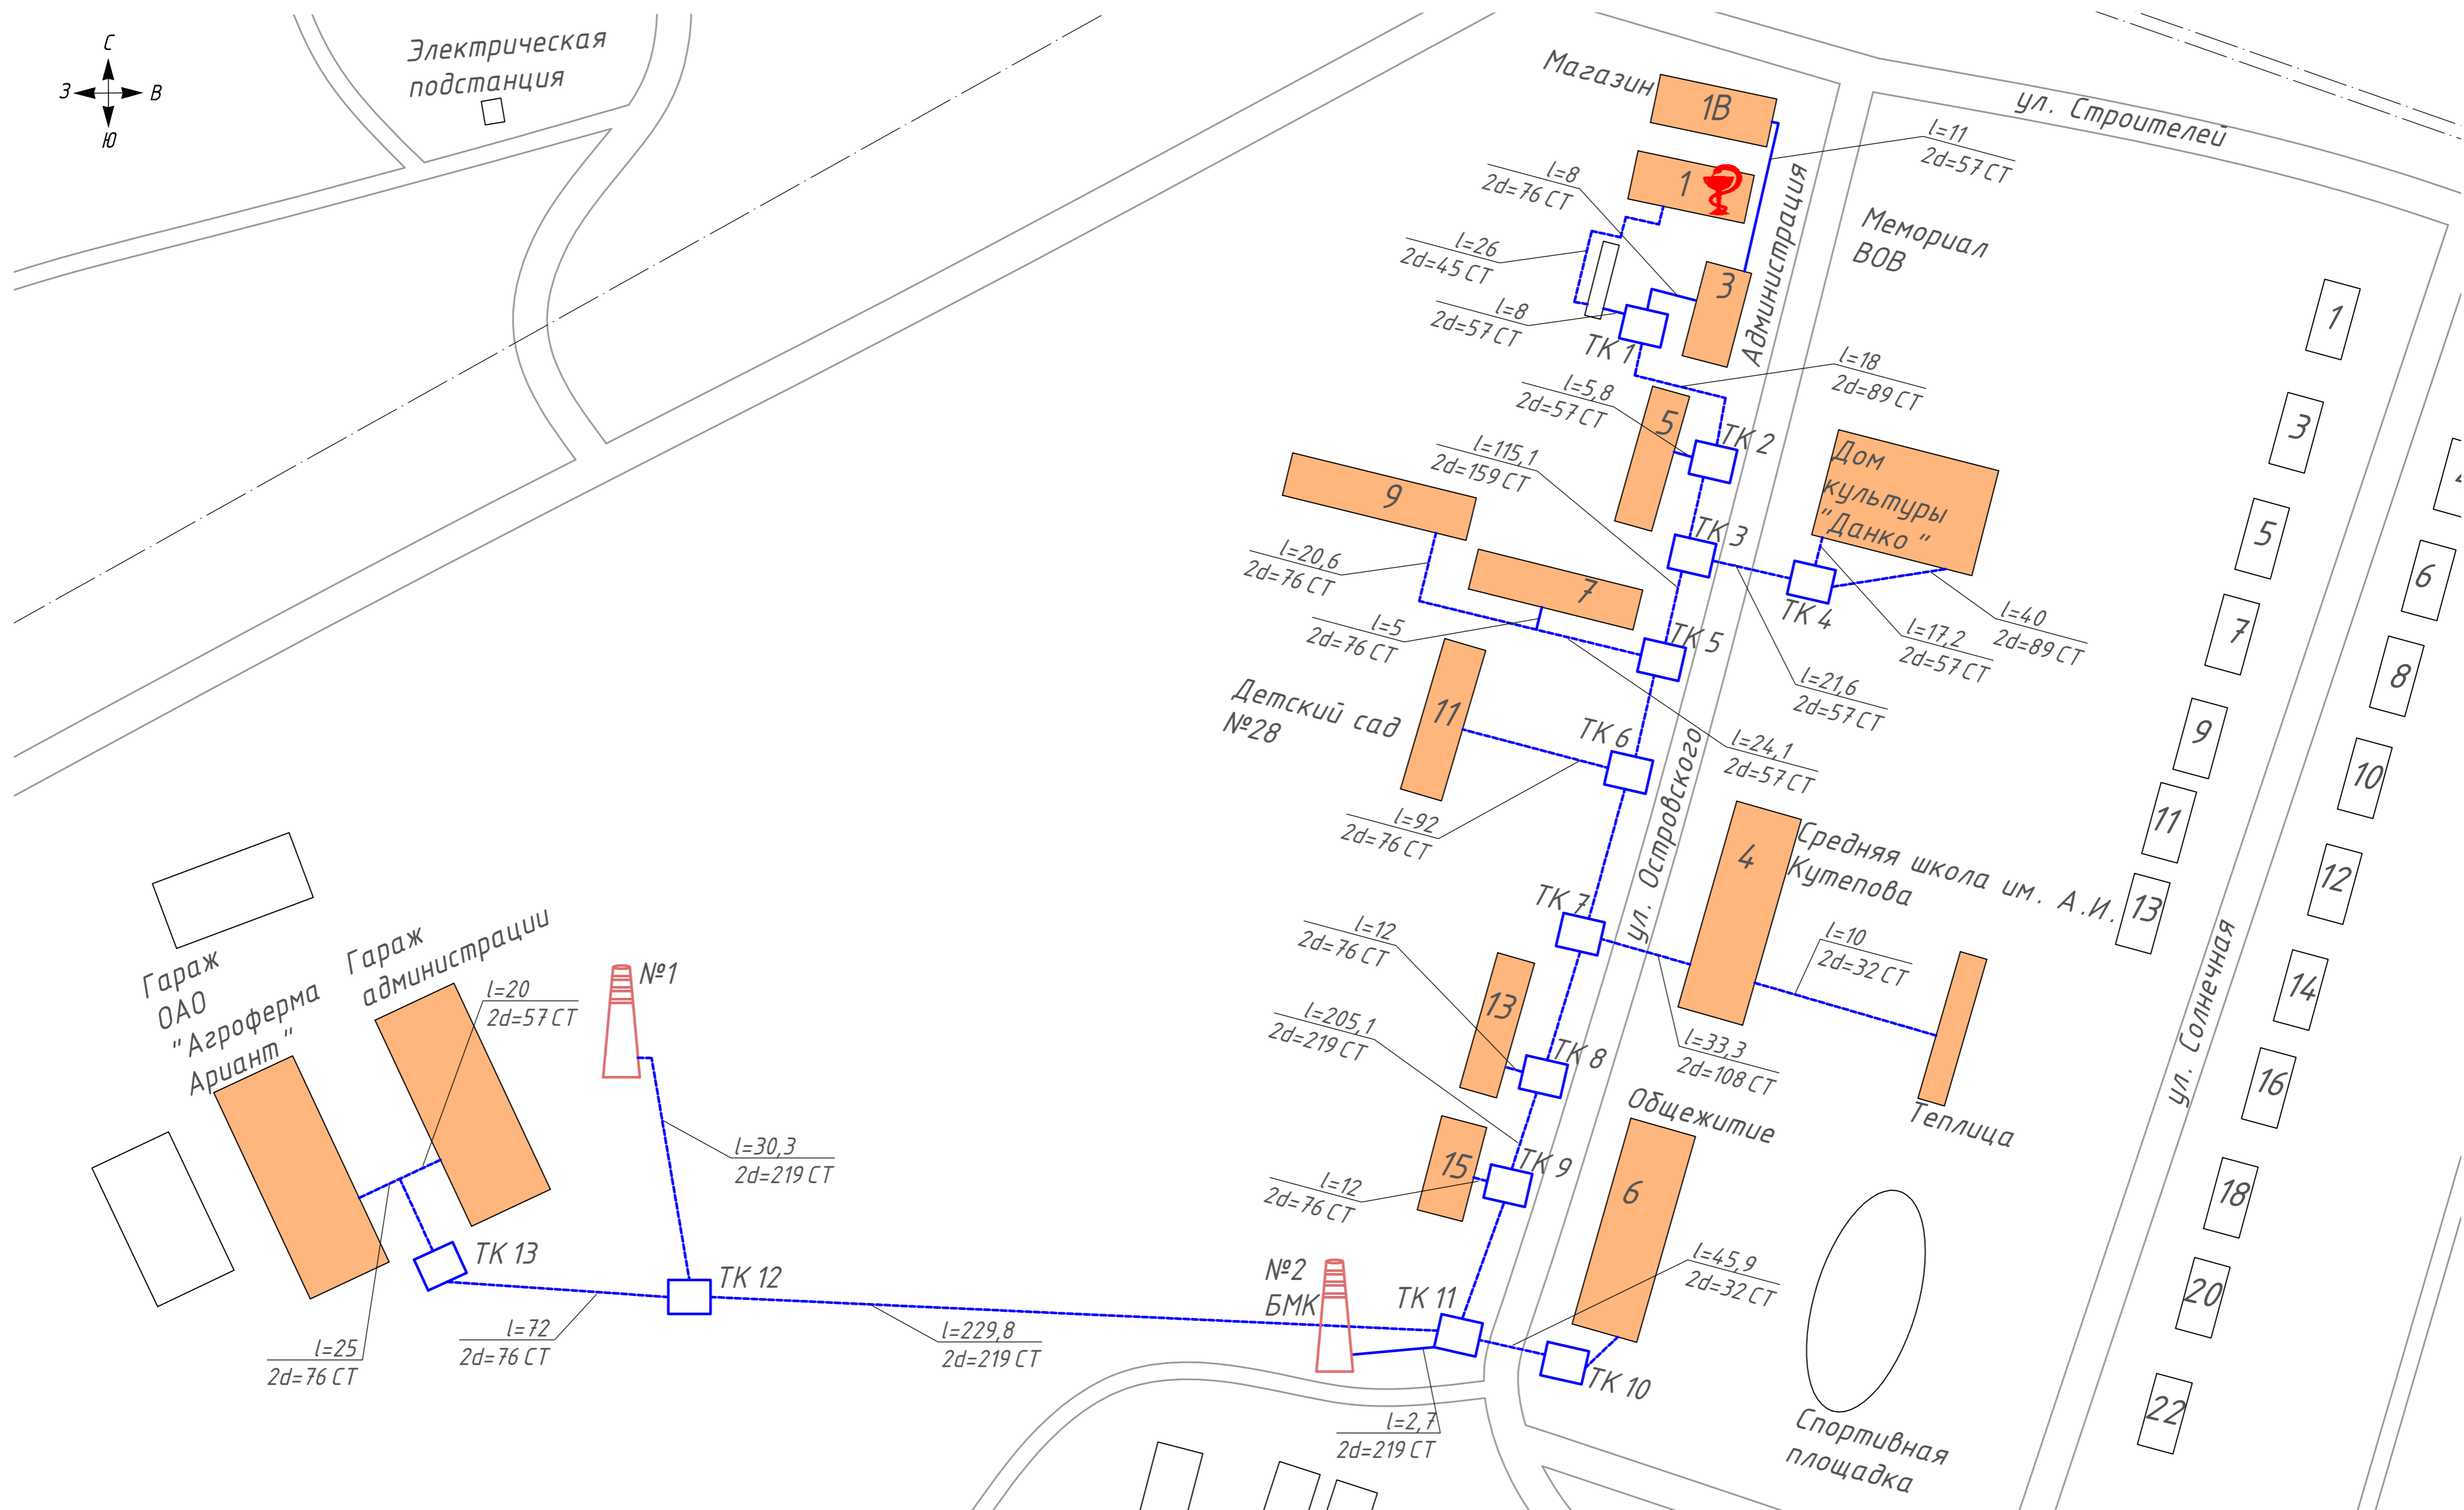 С
З
В
Ю
Электрическая
подстанция
Магазин
1В
1
ул. Строителей
l=11
2d=57 СТ
l=8
2d=76 СТ
Администрация
Мемориал
ВОВ
l=26
2d=45 СТ
3
l=8
2d=57 СТ
ТК 1
l=18
2d=89 СТ
l=5,8
2d=57 СТ
5
ТК 2
l=115,1
2d=159 СТ
9
Дом
культуры
"Данко "
ТК 3
l=20,6
2d=76 СТ
7
ТК 4
l=40
2d=89 СТ
l=17,2
2d=57 СТ
l=5
2d=76 СТ
ТК 5
l=21,6
2d=57 СТ
Детский сад
№28
11
ТК 6
l=24,1
2d=57 СТ
l=92
2d=76 СТ
ул. Островского
4
Средняя школа им. А.И.
Кутепова
ТК 7
l=12
2d=76 СТ
l=10
2d=32 СТ
13
l=205,1
2d=219 СТ
ТК 8
l=33,3
2d=108 СТ
Теплица
Общежитие
15
ТК 9
l=12
2d=76 СТ
6
l=45,9
2d=32 СТ
№2
БМК
ТК 11
ТК 10
l=2,7
2d=219 СТ
Спортивная
площадка
Гараж
ОАО
"Агроферма
Ариант"
Гараж
администрации
l=20
2d=57 СТ
№1
l=30,3
2d=219 СТ
ТК 13
ТК 12
l=25
2d=76 СТ
l=72
2d=76 СТ
l=229,8
2d=219 СТ
ул. Солнечная
1
3
5
7
9
11
13
6
8
10
12
14
16
18
20
22